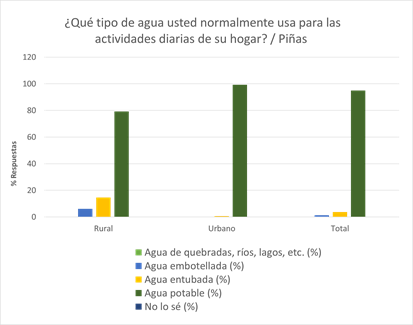 ¿Qué tipo de agua usted normalmente usa para las
actividades diarias de su hogar? / Piñas
120
100
80
60
40
20
0
% Respuestas
Rural Urbano Total
Agua de quebradas, ríos, lagos, etc. (%)
Agua embotellada (%)
Agua entubada (%)
Agua potable (%)
No lo sé (%)